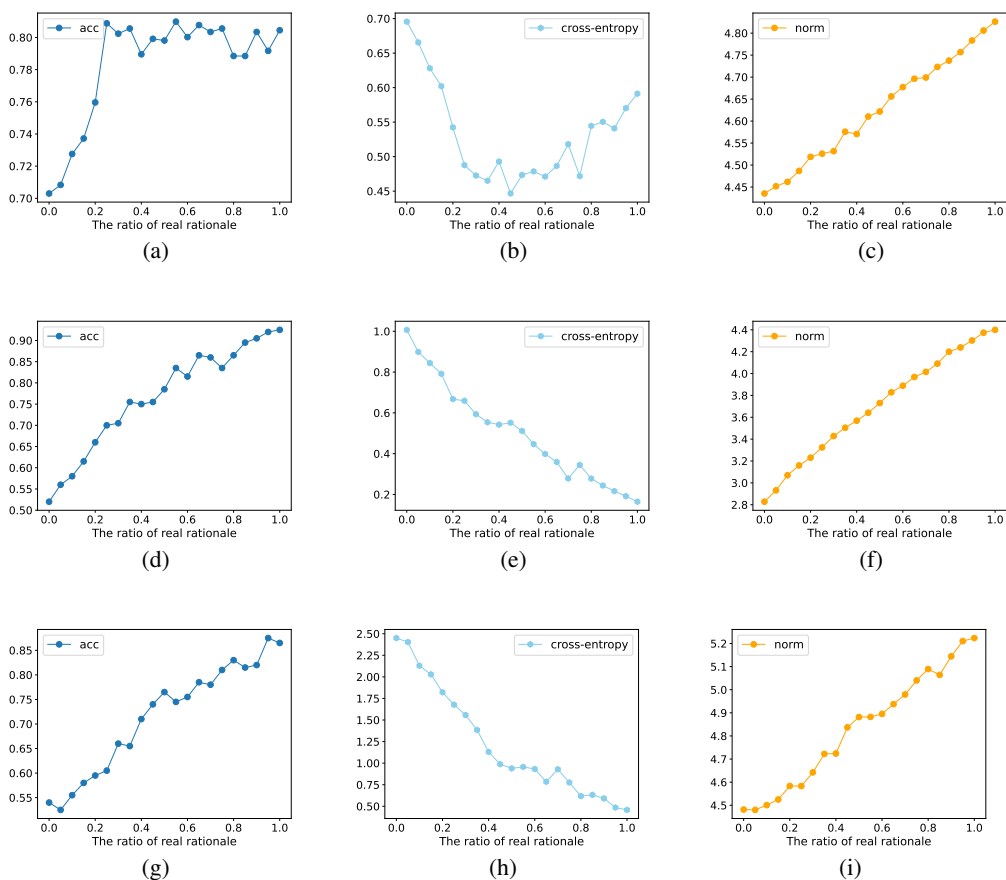 acc
0.80
0.78
0.76
0.74
0.72
0.70
0.0 0.2 0.4 0.6 0.8 1.0
The ratio of real rationale
(a)
cross-entropy
0.70
0.65
0.60
0.55
0.50
0.45
0.0 0.2 0.4 0.6 0.8 1.0
The ratio of real rationale
(b)
norm
4.80
4.75
4.70
4.65
4.60
4.55
4.50
4.45
0.0 0.2 0.4 0.6 0.8 1.0
The ratio of real rationale
(c)
acc
0.90
0.85
0.80
0.75
0.70
0.65
0.60
0.55
0.50
0.0 0.2 0.4 0.6 0.8 1.0
The ratio of real rationale
(d)
cross-entropy
1.0
0.8
0.6
0.4
0.2
0.0 0.2 0.4 0.6 0.8 1.0
The ratio of real rationale
(e)
norm
4.4
4.2
4.0
3.8
3.6
3.4
3.2
3.0
2.8
0.0 0.2 0.4 0.6 0.8 1.0
The ratio of real rationale
(f)
acc
0.85
0.80
0.75
0.70
0.65
0.60
0.55
0.0 0.2 0.4 0.6 0.8 1.0
The ratio of real rationale
(g)
cross-entropy
2.50
2.25
2.00
1.75
1.50
1.25
1.00
0.75
0.50
0.0 0.2 0.4 0.6 0.8 1.0
The ratio of real rationale
(h)
norm
5.2
5.1
5.0
4.9
4.8
4.7
4.6
4.5
0.0 0.2 0.4 0.6 0.8 1.0
The ratio of real rationale
(i)